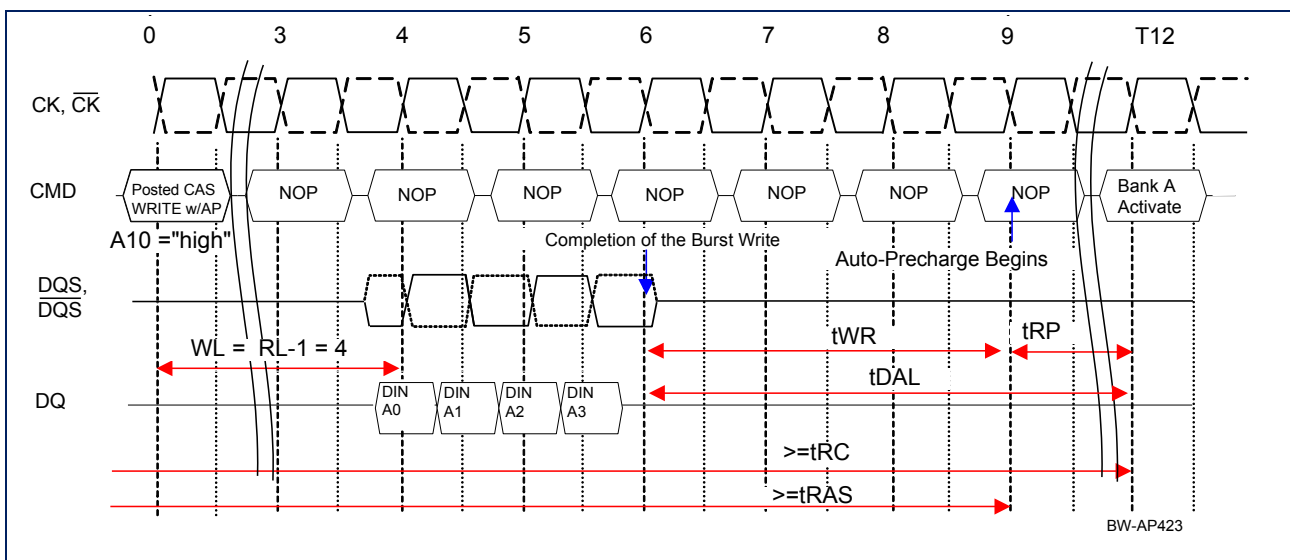 0 3 4 5 6 7 8 9 T12
CK, CK
CMD
Posted CAS
WRITE w/AP
NOP NOP NOP NOP NOP NOP NOP
Bank A
Activate
A10 ="high"
Completion of the Burst Write
Auto-Precharge Begins
DQS,
DQS
WL = RL-1 = 4
tWR
tRP
tDAL
DQ
DIN
A0
DIN
A1
DIN
A2
DIN
A3
>=tRC
>=tRAS
BW-AP423